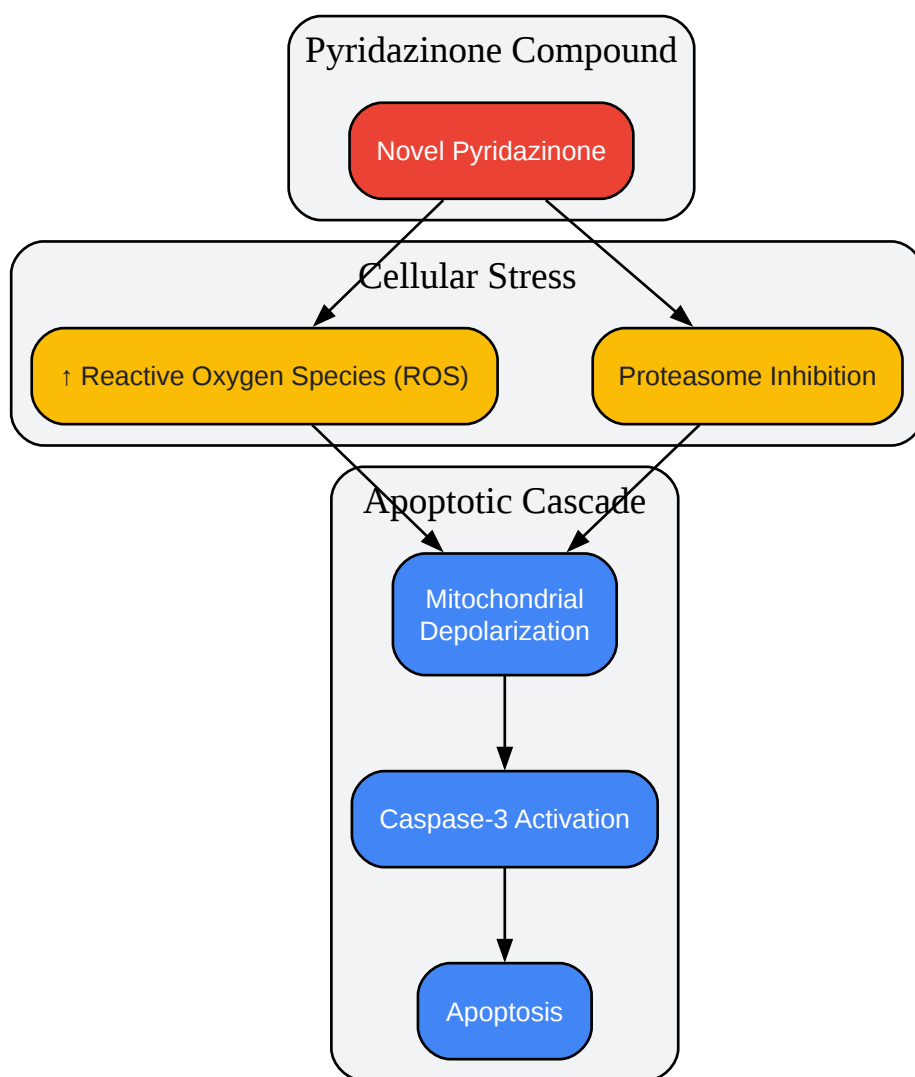 Pyridazinone Compound
Novel Pyridazinone
Cellular Stress
↑ Reactive Oxygen Species (ROS)
Proteasome Inhibition
Apoptotic Cascade
Mitochondrial
Depolarization
Caspase-3 Activation
Apoptosis